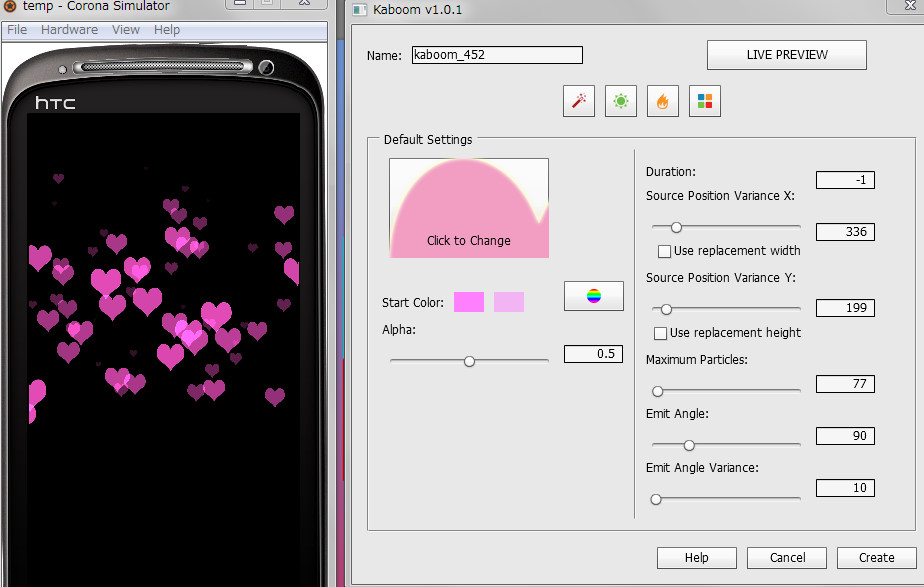 temp - Corona Simulator
File Hardware View Help
hTC
Kaboom v1.0.1
Name: kaboom_452
LIVE PREVIEW
Default Settings
Click to Change
Start Color:
Alpha:
0.5
Duration:
-1
Source Position Variance X:
336
Use replacement width
Source Position Variance Y:
199
Use replacement height
Maximum Particles:
77
Emit Angle:
90
Emit Angle Variance:
10
Help Cancel Create